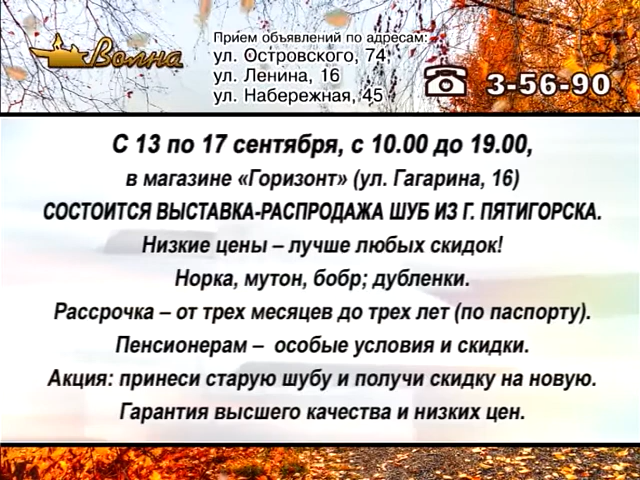 Волна
Прием объявлений по адресам:
ул. Островского, 74,
ул. Ленина, 16
ул. Набережная, 45
3-56-90
С 13 по 17 сентября, с 10.00 до 19.00,
в магазине «Горизонт» (ул. Гагарина, 16)
СОСТОИТСЯ ВЫСТАВКА-РАСПРОДАЖА ШУБ ИЗ Г. ПЯТИГОРСКА.
Низкие цены – лучше любых скидок!
Норка, мутон, бобр; дубленки.
Рассрочка – от трех месяцев до трех лет (по паспорту).
Пенсионерам – особые условия и скидки.
Акция: принеси старую шубу и получи скидку на новую.
Гарантия высшего качества и низких цен.